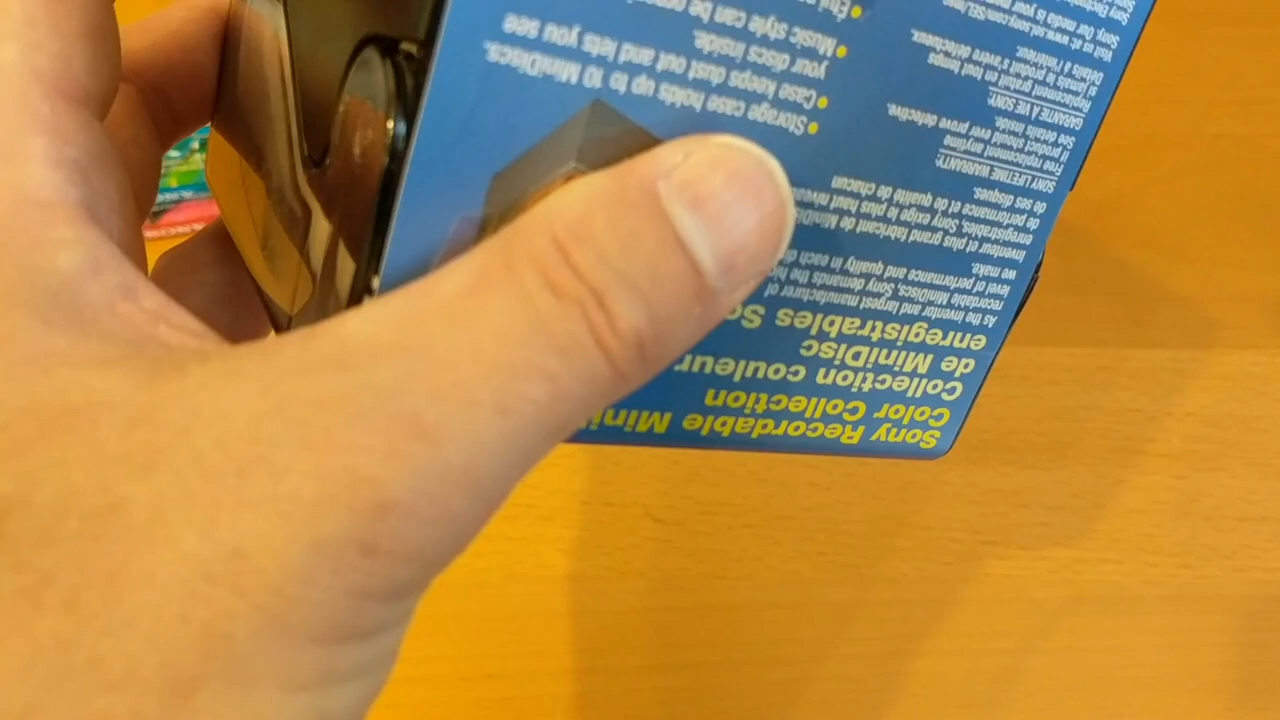 Sony Recordable Mini
Color Collection
Collection couleur
de MiniDisc
enregistrables So
As the inventor and largest manufacturer of
recordable MiniDiscs, Sony demands the
level of performance and quality in each
we make.
Inventeur et plus grand fabricant de
enregistrables, Sony exige le plus haut
de performance et de qualité de chacun
de ses disques.
SONY LIFETIME WARRANTY:
Free replacement anytime
if product should ever prove defective.
See details inside.
GARANTIE À VIE SONY:
Remplacement gratuit en tout temps
si jamais le produit s'avère défectueux.
Détails à l'intérieur.
Visit us at: www.sel.sony.com/SEL/
Sony. Our media is your
Sony Electronics
• Storage case holds up to 10 MiniDiscs.
• Case keeps dust out and lets you see
your discs inside.
• Music style can be